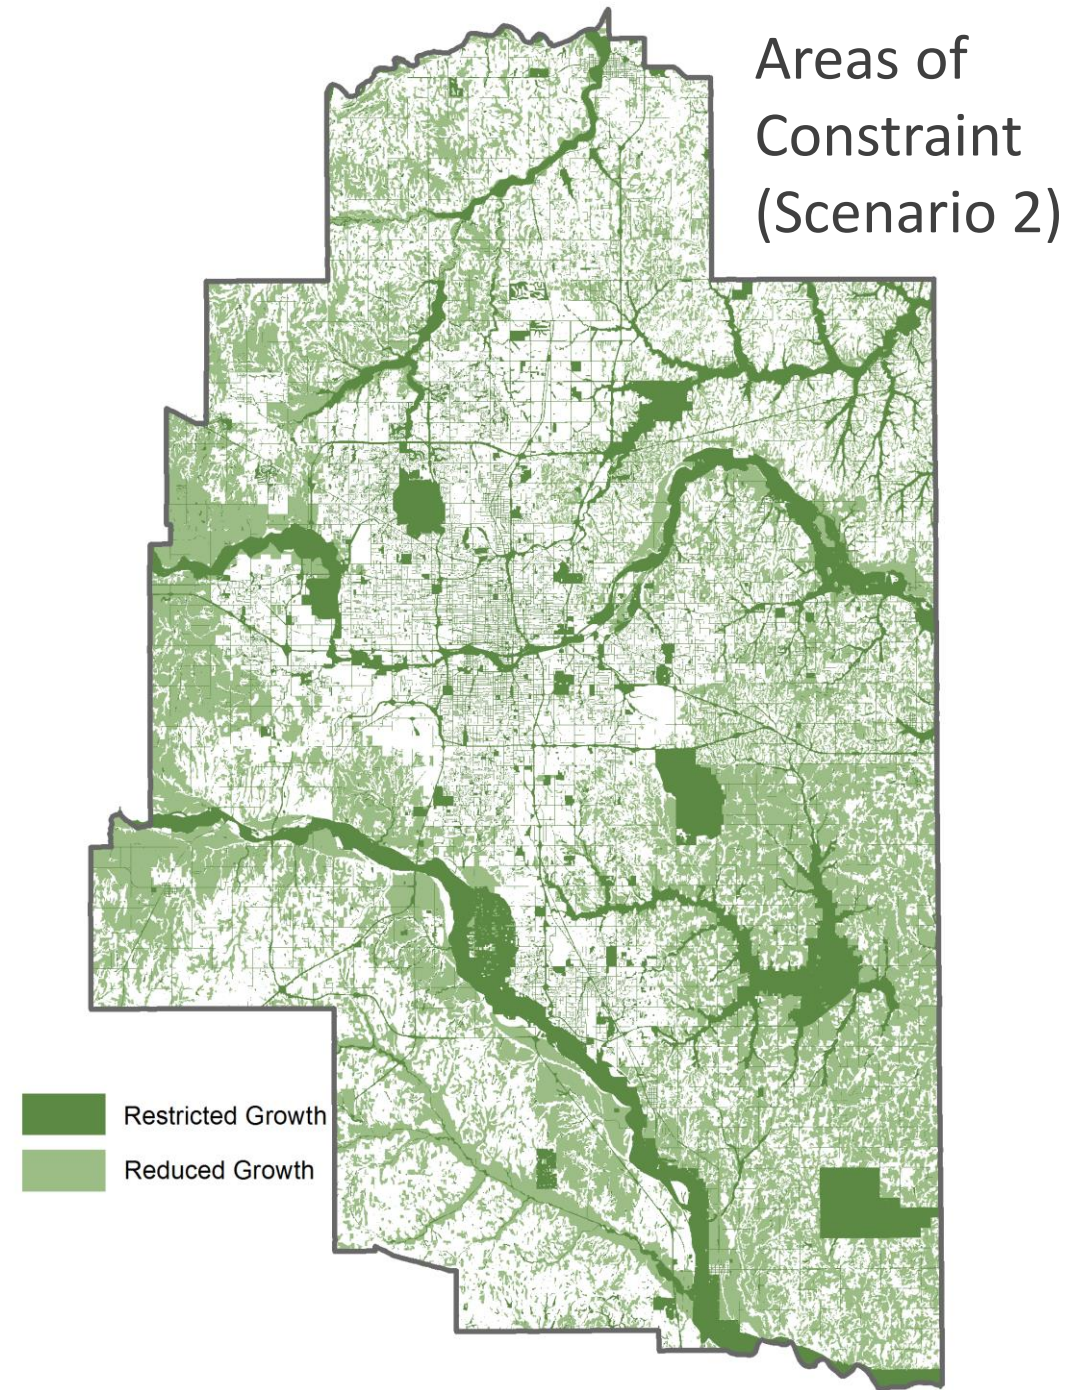 Areas of
Constraint
(Scenario 2)
Restricted Growth
Reduced Growth